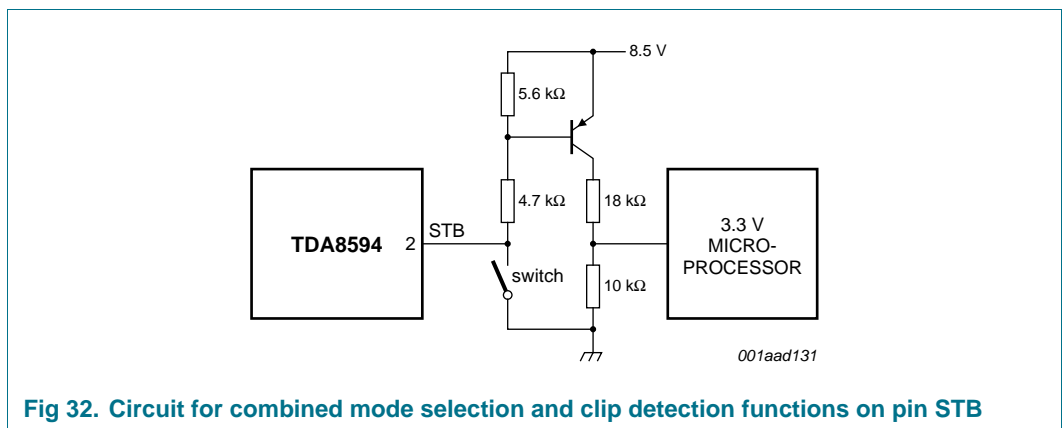 8.5 V
5.6 kΩ
4.7 kΩ
18 kΩ
TDA8594
2
STB
3.3 V
MICRO-
PROCESSOR
switch
10 kΩ
001aad131
Fig 32. Circuit for combined mode selection and clip detection functions on pin STB